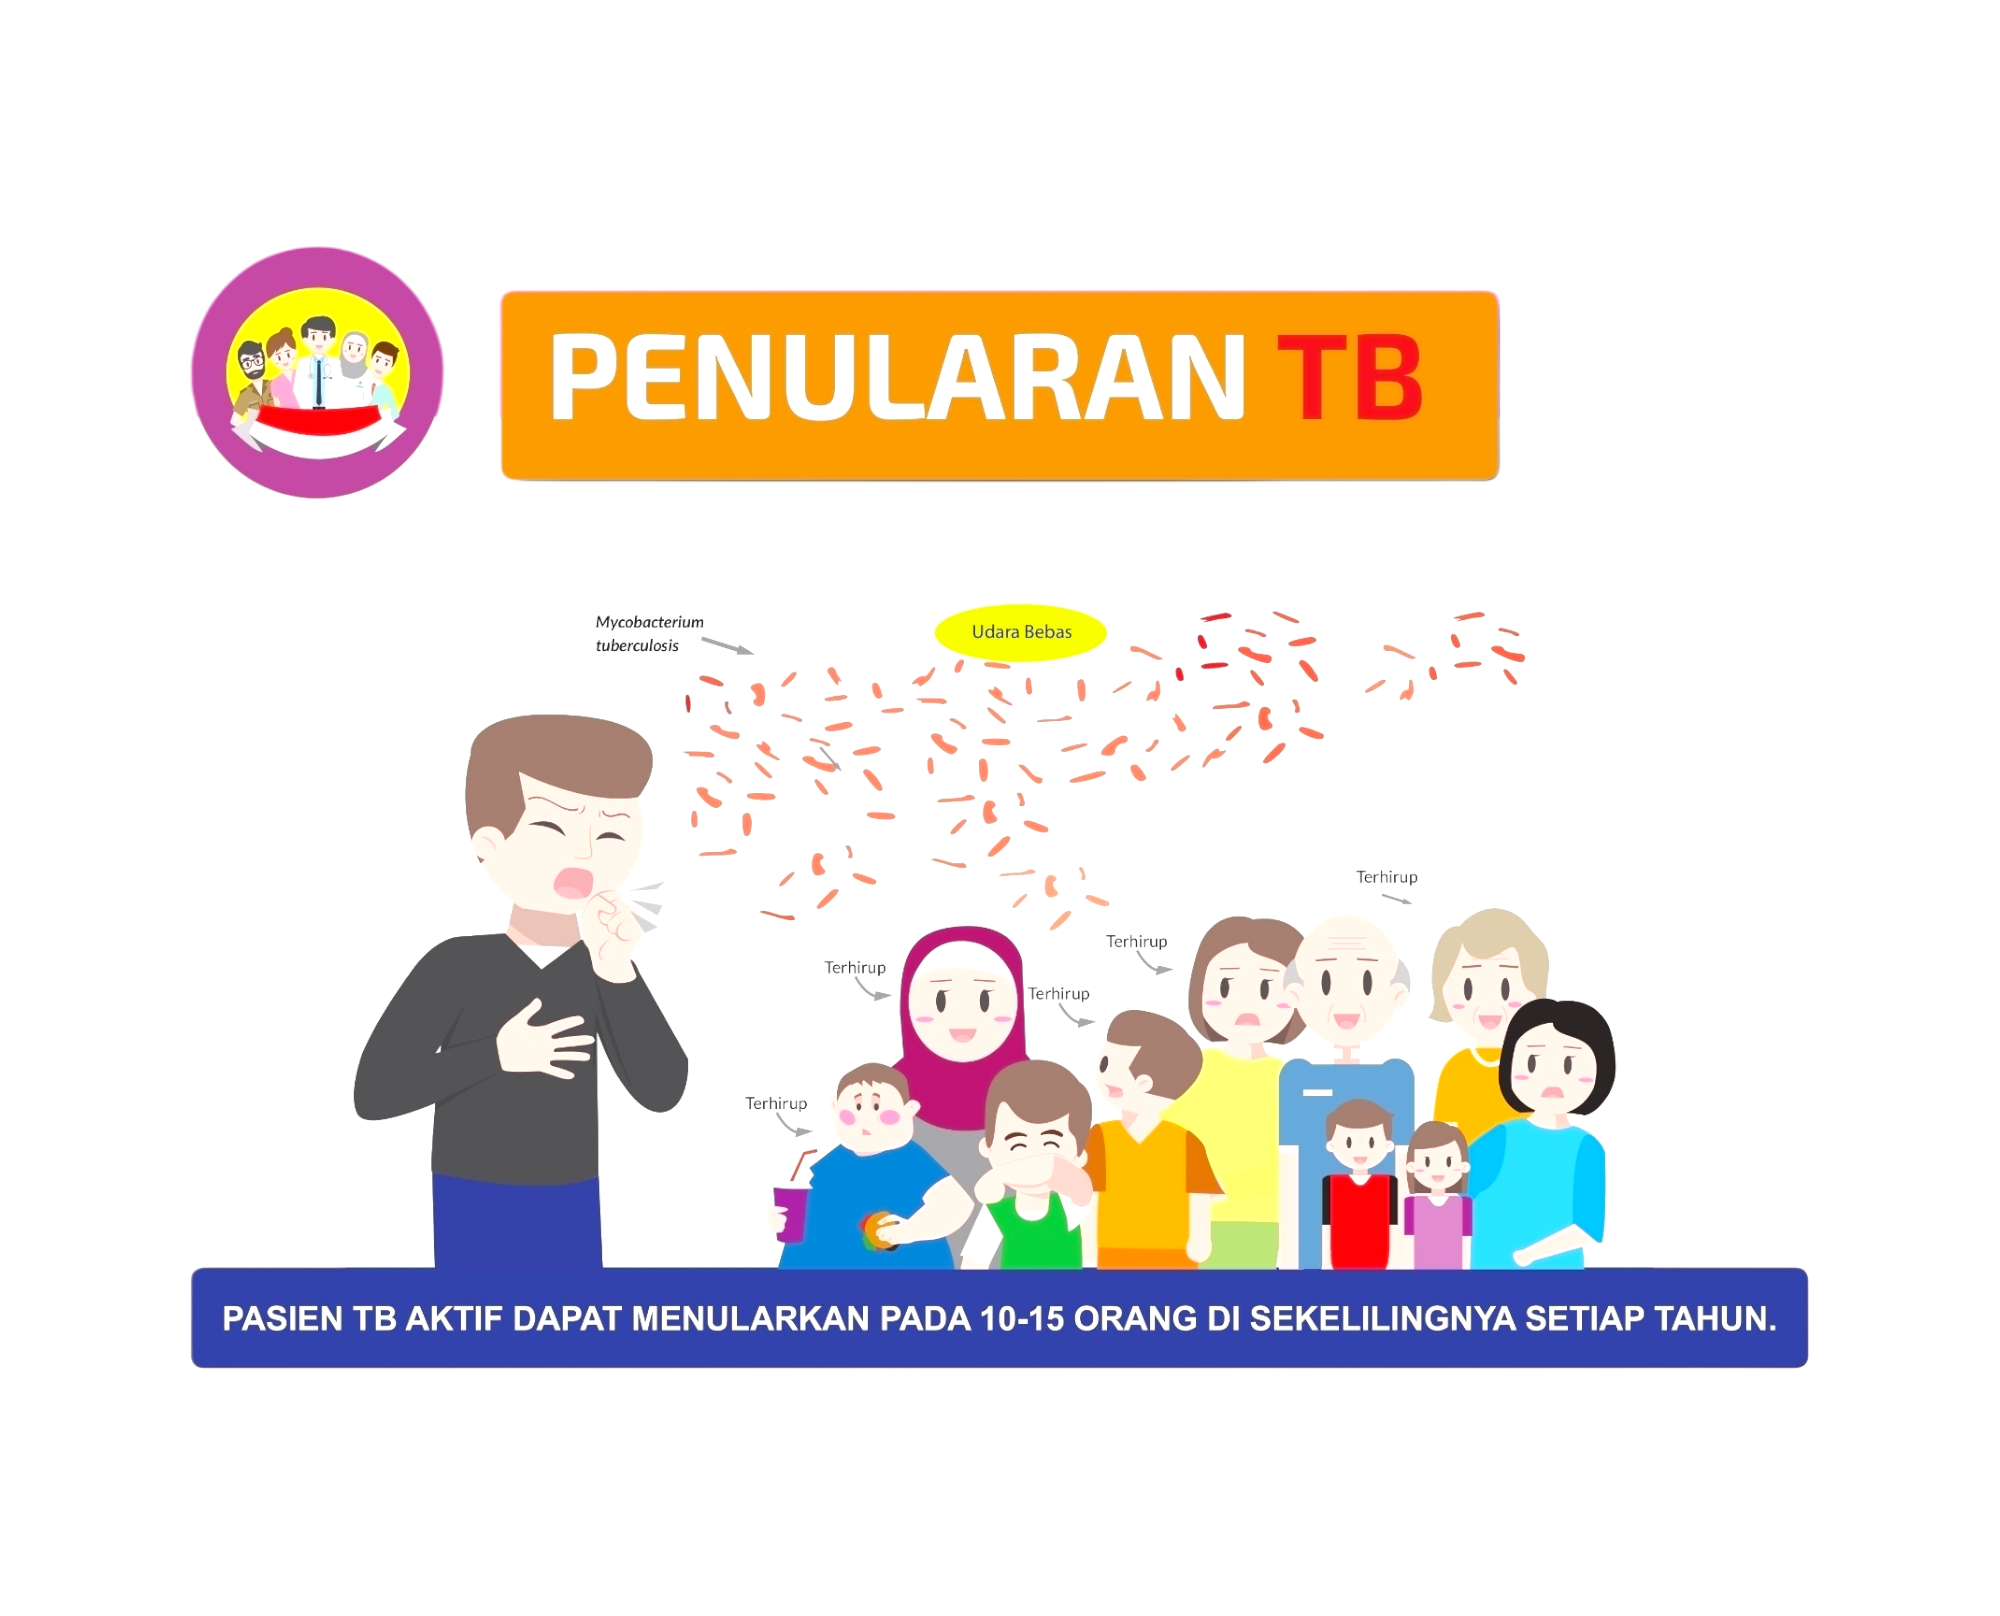 PENULARAN TB
Mycobacterium
tuberculosis
Udara Bebas
Terhirup
Terhirup
Terhirup
Terhirup
Terhirup
PASIEN TB AKTIF DAPAT MENULARKAN PADA 10-15 ORANG DI SEKELILINGNYA SETIAP TAHUN.